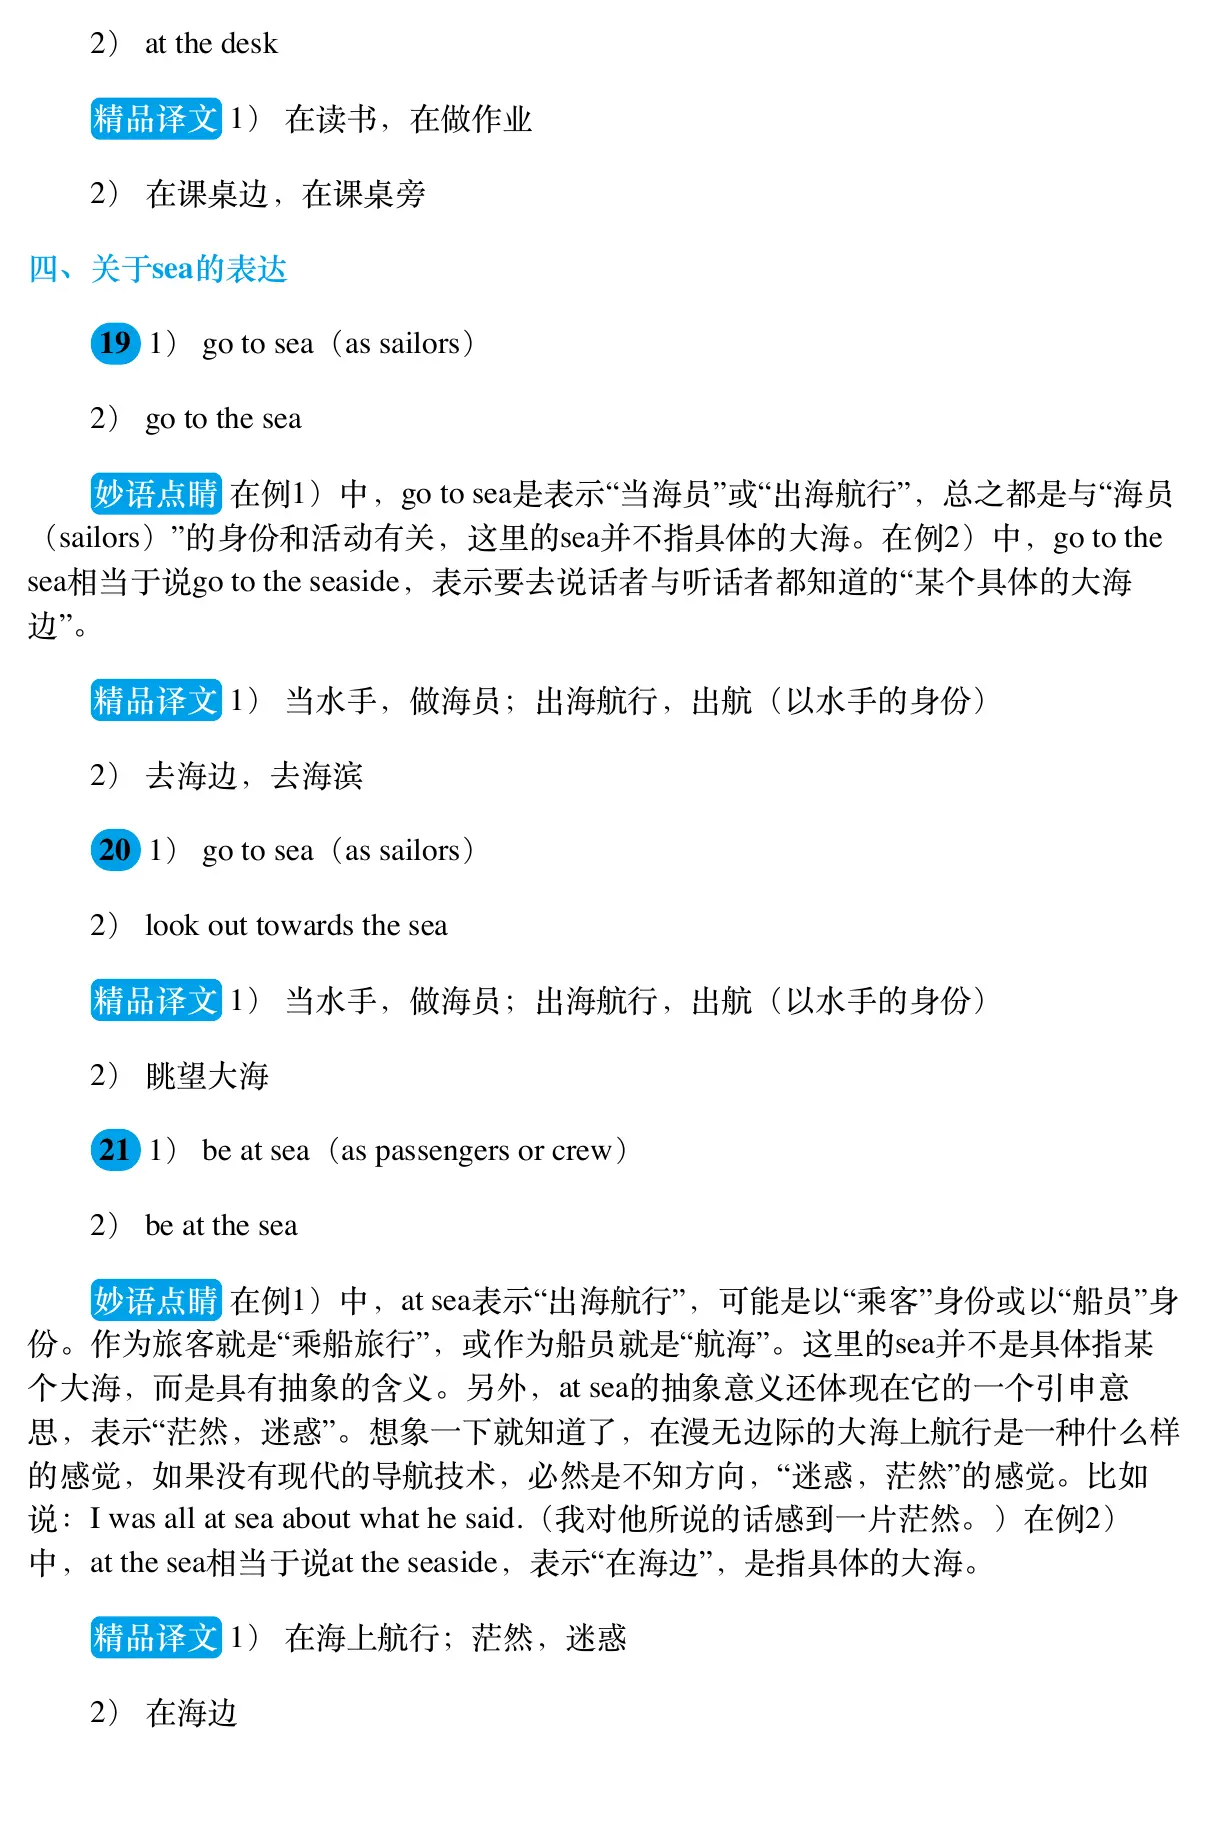 2） at the desk
精品译文 1） 在读书，在做作业
2） 在课桌边，在课桌旁
四、关于sea的表达
19 1） go to sea（as sailors）
2） go to the sea
妙语点睛 在例1）中，go to sea是表示“当海员”或“出海航行”，总之都是与“海员
（sailors）”的身份和活动有关，这里的sea并不指具体的大海。在例2）中，go to the
sea相当于说go to the seaside，表示要去说话者与听话者都知道的“某个具体的大海
边”。
精品译文 1） 当水手，做海员；出海航行，出航（以水手的身份）
2） 去海边，去海滨
20 1） go to sea（as sailors）
2） look out towards the sea
精品译文 1） 当水手，做海员；出海航行，出航（以水手的身份）
2） 眺望大海
21 1） be at sea（as passengers or crew）
2） be at the sea
妙语点睛 在例1）中，at sea表示“出海航行”，可能是以“乘客”身份或以“船员”身
份。作为旅客就是“乘船旅行”，或作为船员就是“航海”。这里的sea并不是具体指某
个大海，而是具有抽象的含义。另外，at sea的抽象意义还体现在它的一个引申意
思，表示“茫然，迷惑”。想象一下就知道了，在漫无边际的大海上航行是一种什么样
的感觉，如果没有现代的导航技术，必然是不知方向，“迷惑，茫然”的感觉。比如
说：I was all at sea about what he said.（我对他所说的话感到一片茫然。）在例2）
中，at the sea相当于说at the seaside，表示“在海边”，是指具体的大海。
精品译文 1） 在海上航行；茫然，迷惑
2） 在海边